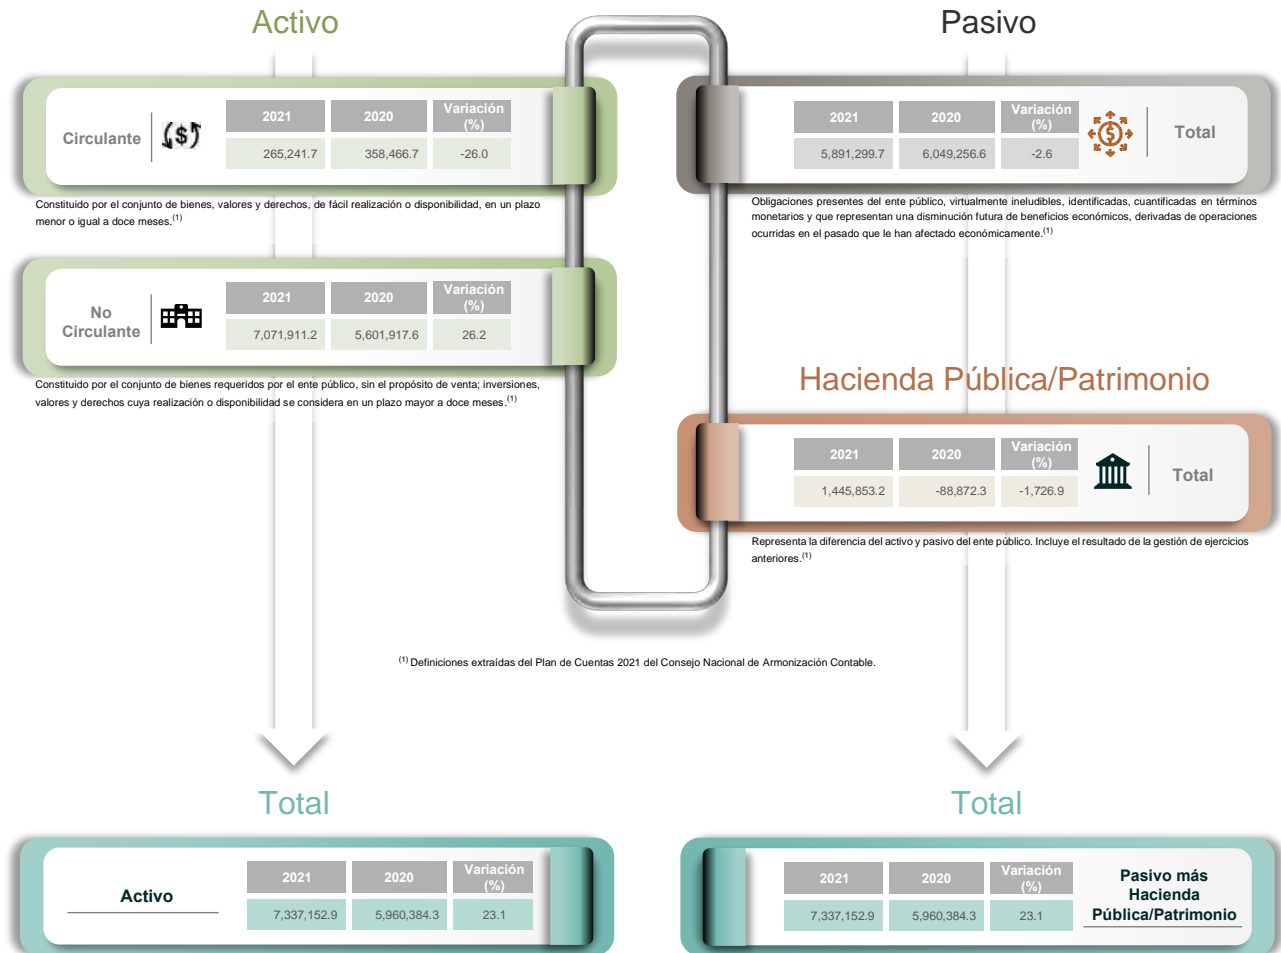 Activo
Circulante
2021 2020 Variación (%)
265,241.7 358,466.7 -26.0
Constituido por el conjunto de bienes, valores y derechos, de fácil realización o disponibilidad, en un plazo
menor o igual a doce meses.(1)
No
Circulante
2021 2020 Variación (%)
7,071,911.2 5,601,917.6 26.2
Constituido por el conjunto de bienes requeridos por el ente público, sin el propósito de venta; inversiones,
valores y derechos cuya realización o disponibilidad se considera en un plazo mayor a doce meses.(1)
Pasivo
2021 2020 Variación (%)
5,891,299.7 6,049,256.6 -2.6
Total
Obligaciones presentes del ente público, virtualmente ineludibles, identificadas, cuantificadas en términos
monetarios y que representan una disminución futura de beneficios económicos, derivadas de operaciones
ocurridas en el pasado que le han afectado económicamente.(1)
Hacienda Pública/Patrimonio
2021 2020 Variación (%)
1,445,853.2 -88,872.3 -1,726.9
Total
Representa la diferencia del activo y pasivo del ente público. Incluye el resultado de la gestión de ejercicios
anteriores.(1)
(1) Definiciones extraídas del Plan de Cuentas 2021 del Consejo Nacional de Armonización Contable.
Total
Activo
2021 2020 Variación (%)
7,337,152.9 5,960,384.3 23.1
Total
2021 2020 Variación (%)
7,337,152.9 5,960,384.3 23.1
Pasivo más
Hacienda
Pública/Patrimonio